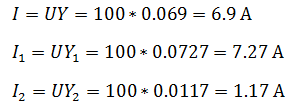 I = UY = 100 * 0.069 = 6.9 A
I₁ = UY₁ = 100 * 0.0727 = 7.27 A
I₂ = UY₂ = 100 * 0.0117 = 1.17 A